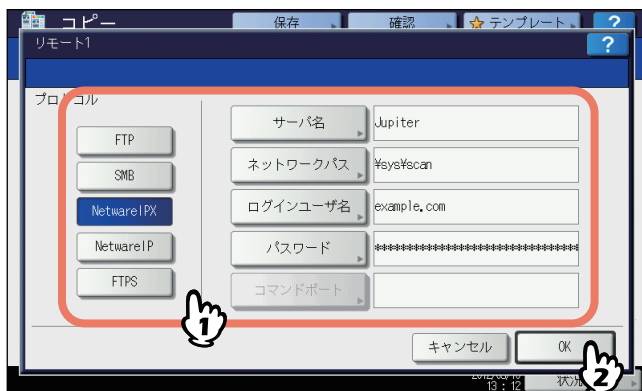 コピー 保存 確認 テンプレート ?
リモート1 ?
プロトコル
FTP
SMB
NetwareIPX
NetwareIP
FTPS
サーバ名 Jupiter
ネットワークパス ¥sys¥scan
ログインユーザ名 example.com
パスワード ************************************
コマンドポート
1
キャンセル OK
2
13:12 状況